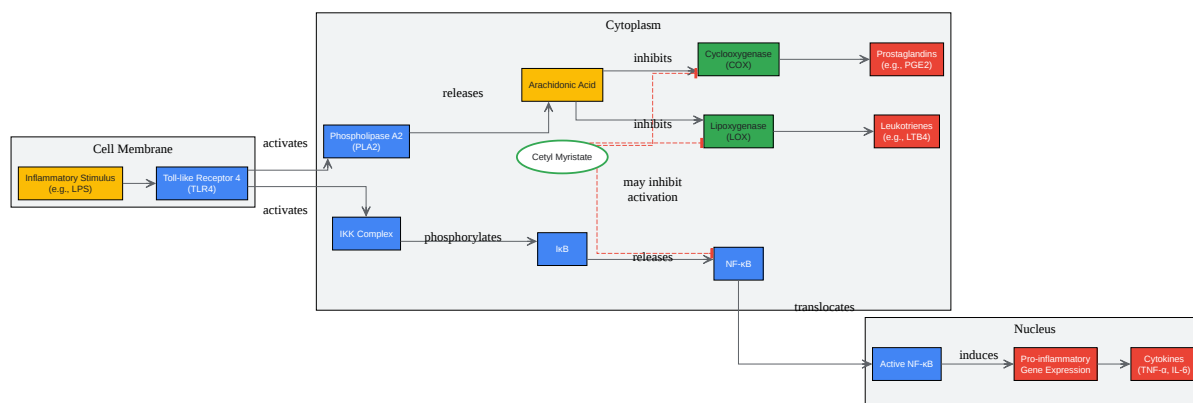 Cytoplasm
inhibits
Cyclooxygenase
(COX)
Prostaglandins
(e.g., PGE2)
Arachidonic Acid
releases
inhibits
Lipoxygenase
(LOX)
Leukotrienes
(e.g., LTB4)
Phospholipase A2
(PLA2)
activates
Cell Membrane
Inflammatory Stimulus
(e.g., LPS)
Toll-like Receptor 4
(TLR4)
activates
Cetyl Myristate
may inhibit
activation
IKK Complex
phosphorylates
IκB
releases
NF-κB
translocates
Nucleus
Active NF-κB
induces
Pro-inflammatory
Gene Expression
Cytokines
(TNF-α, IL-6)